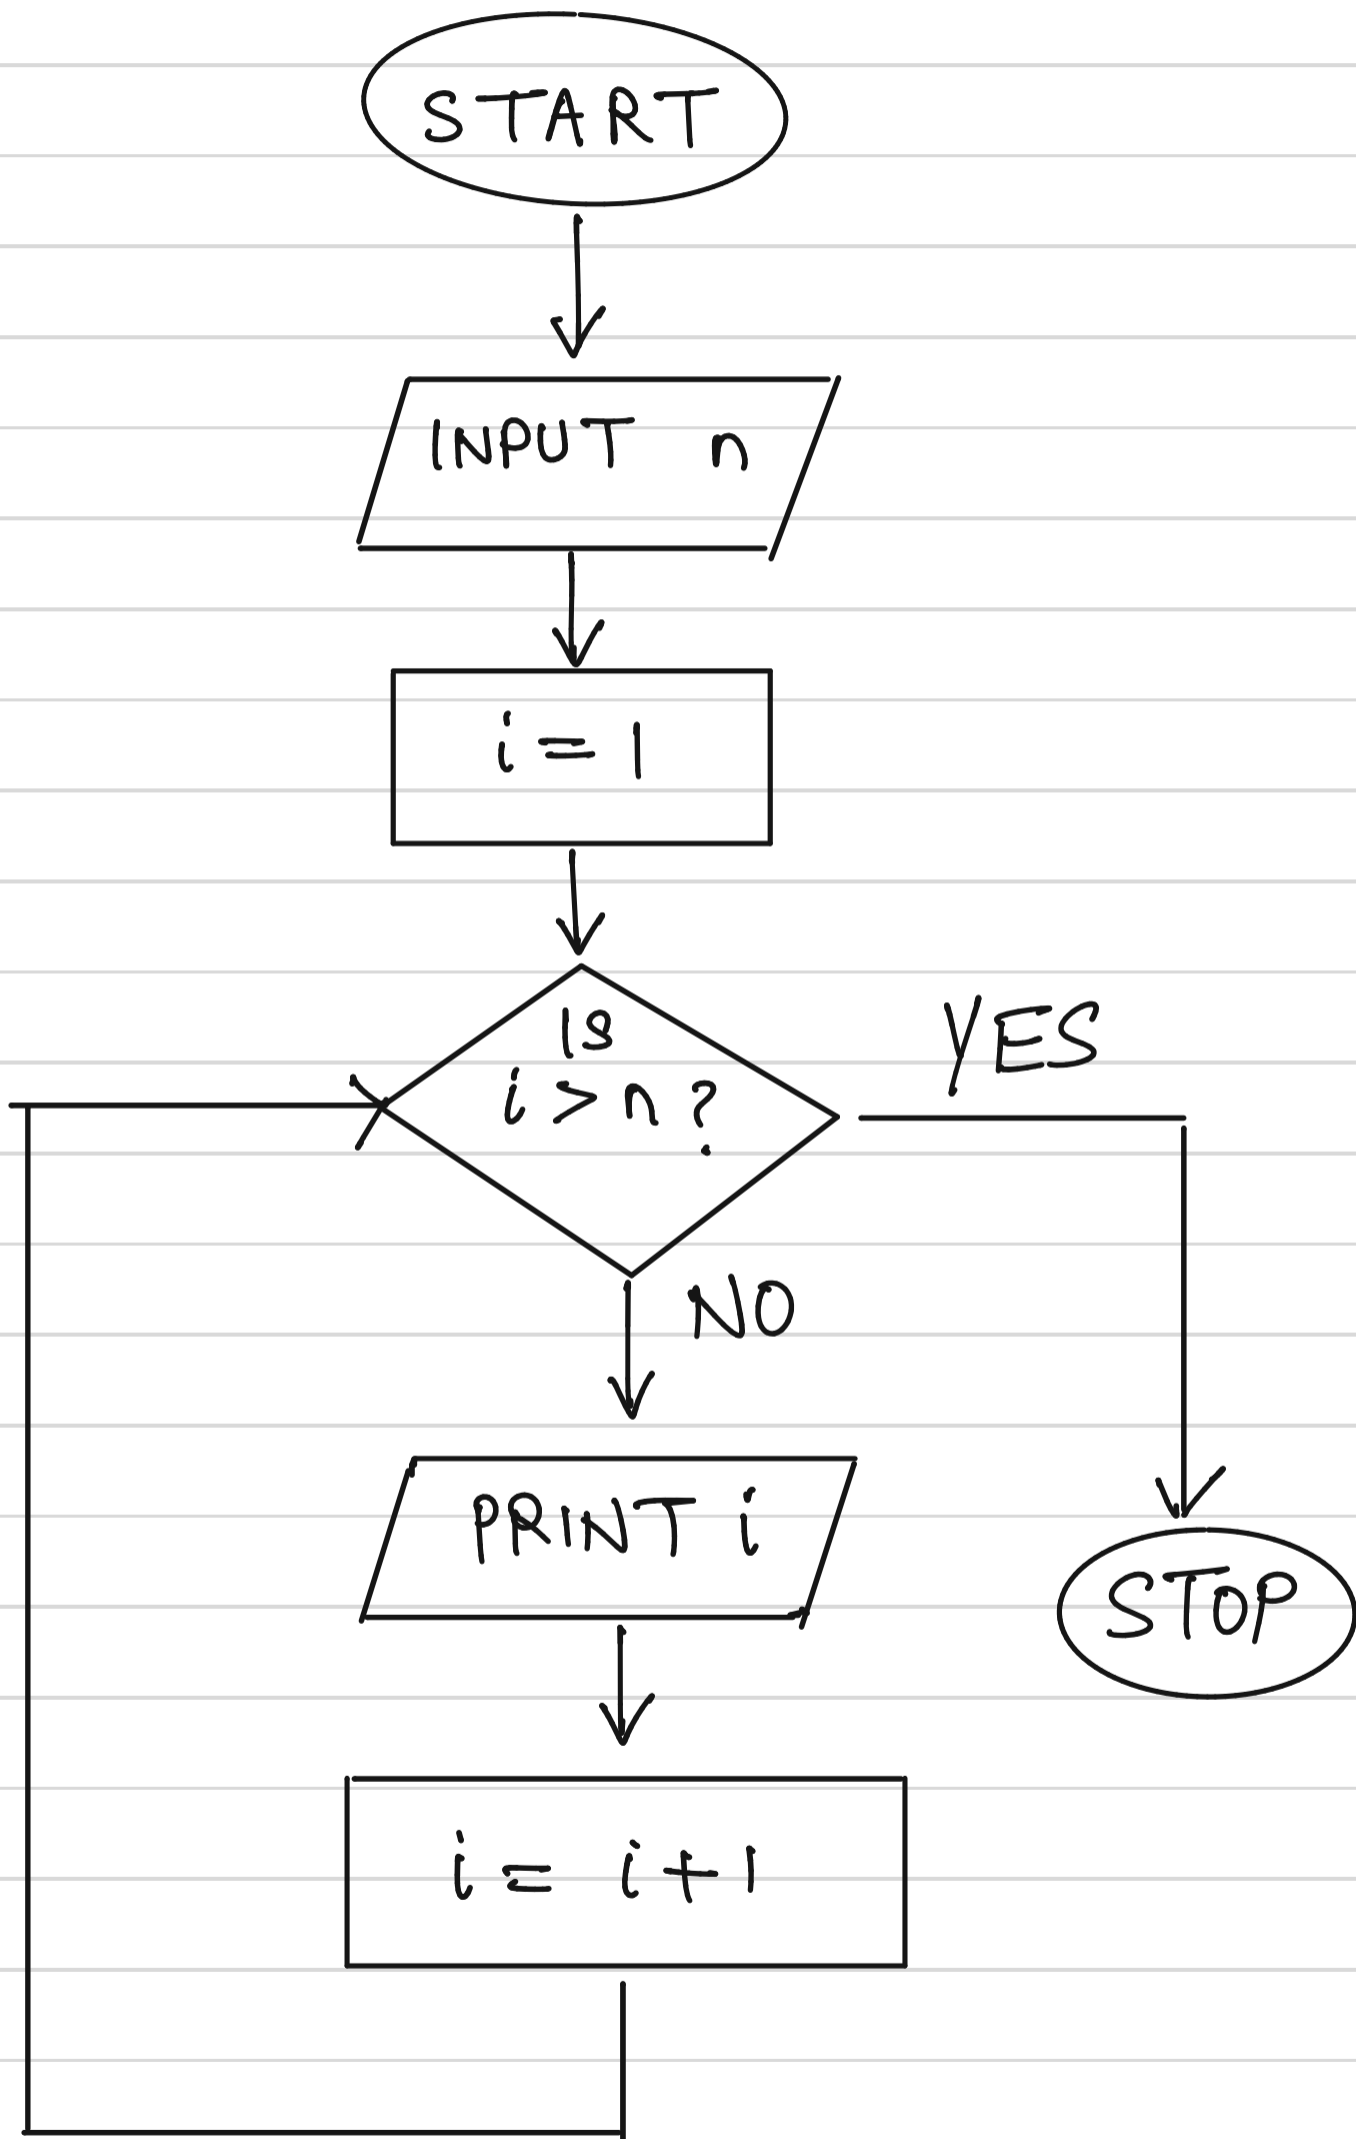 START
INPUT n
i = 1
Is
i > n ?
YES
NO
PRINT i
STOP
i = i + 1